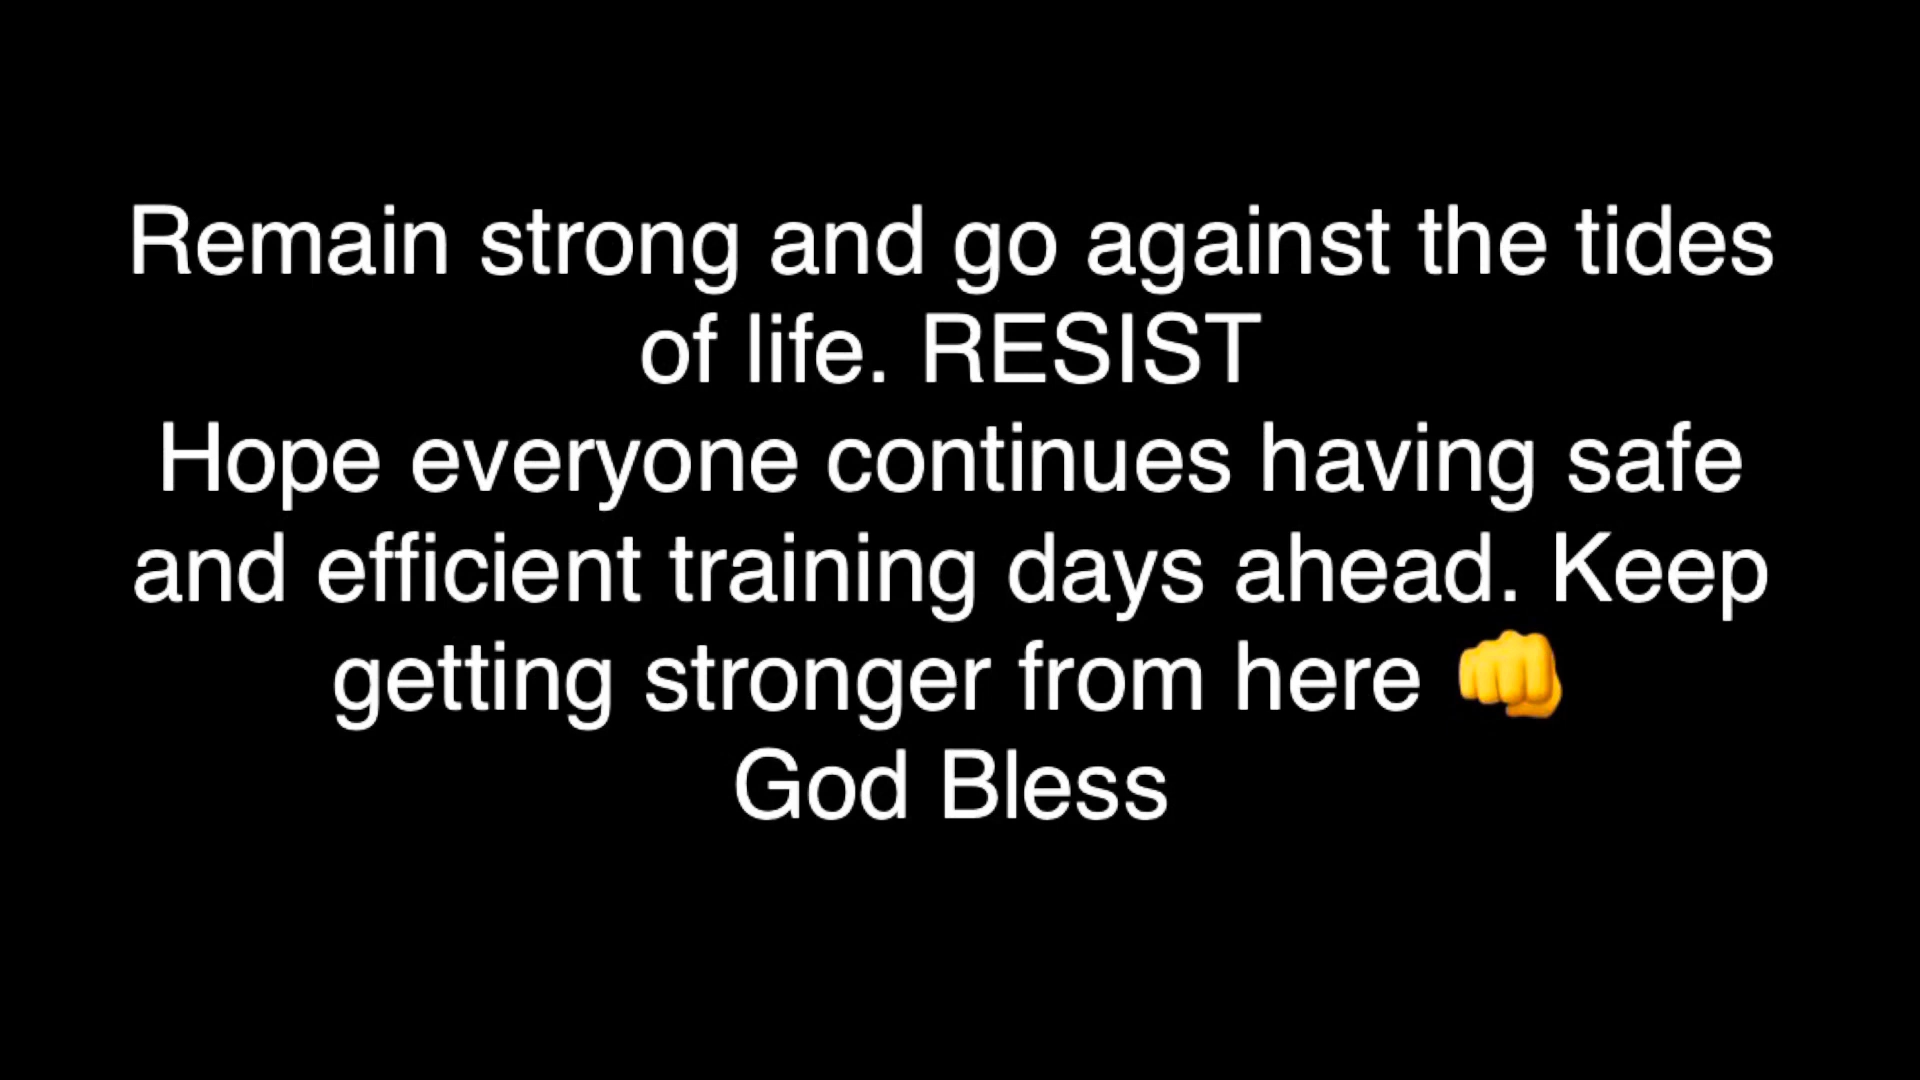 Remain strong and go against the tides
of life. RESIST
Hope everyone continues having safe
and efficient training days ahead. Keep
getting stronger from here 👊
God Bless